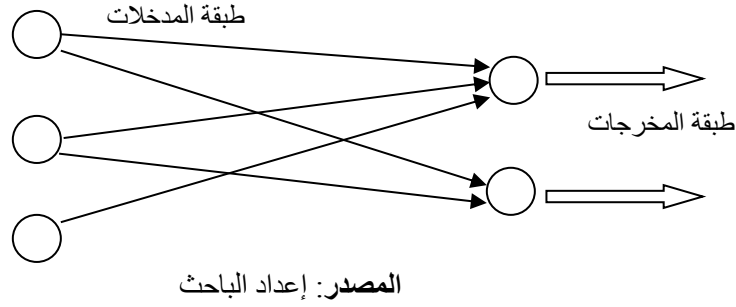 طبقة المدخلات
طبقة المخرجات
المصدر: إعداد الباحث